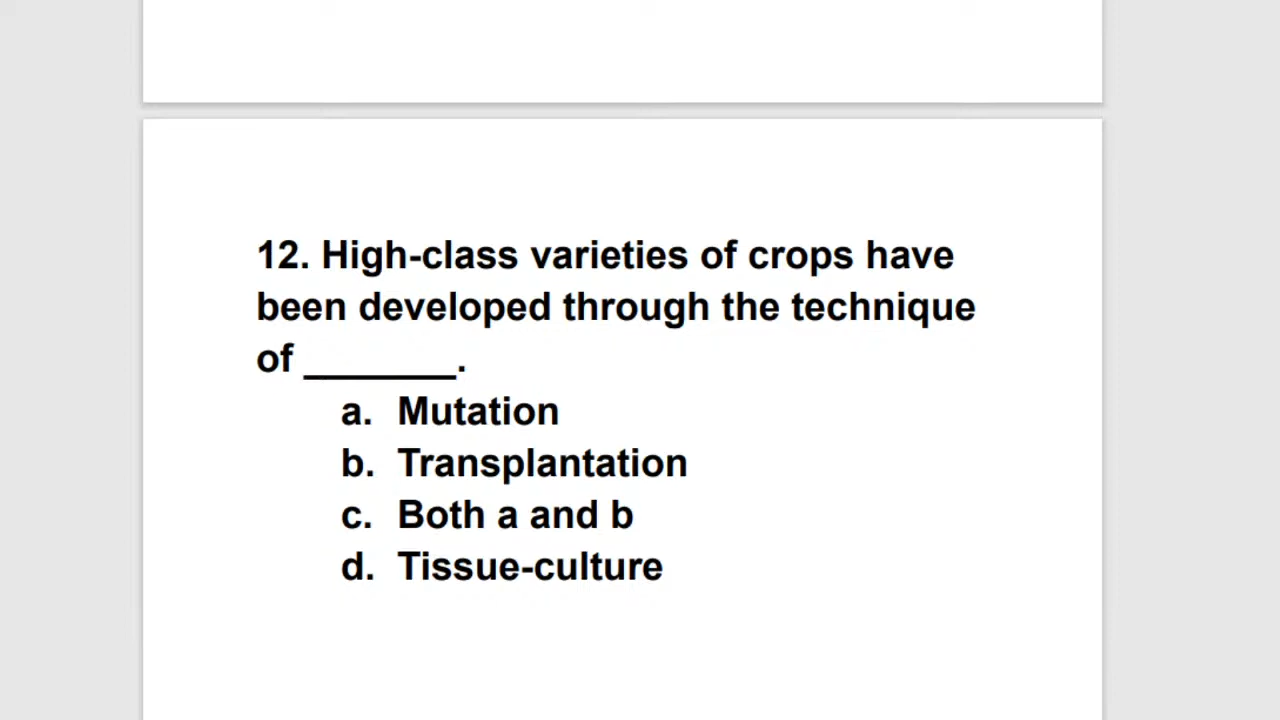 12. High-class varieties of crops have
been developed through the technique
of _______.
a. Mutation
b. Transplantation
c. Both a and b
d. Tissue-culture